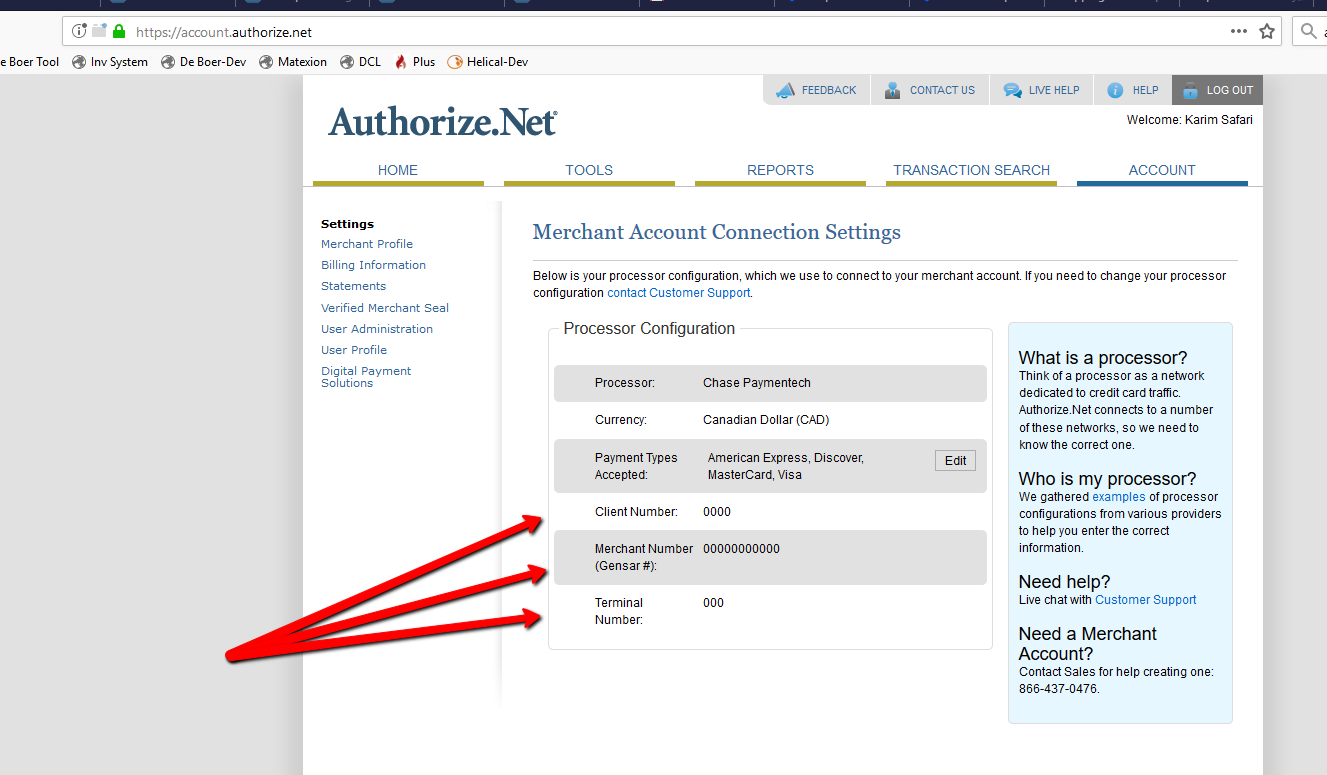 https://account.authorize.net
e Boer Tool Inv System De Boer-Dev Matexion DCL Plus Helical-Dev
FEEDBACK CONTACT US LIVE HELP HELP LOG OUT
Authorize.Net
Welcome: Karim Safari
HOME TOOLS REPORTS TRANSACTION SEARCH ACCOUNT
Settings
Merchant Profile
Billing Information
Statements
Verified Merchant Seal
User Administration
User Profile
Digital Payment
Solutions
Merchant Account Connection Settings
Below is your processor configuration, which we use to connect to your merchant account. If you need to change your processor
configuration contact Customer Support.
Processor Configuration
Processor: Chase Paymentech
Currency: Canadian Dollar (CAD)
Payment Types American Express, Discover,
Accepted: MasterCard, Visa
Edit
Client Number: 0000
Merchant Number 00000000000
(Gensar #):
Terminal 000
Number:
What is a processor?
Think of a processor as a network
dedicated to credit card traffic.
Authorize.Net connects to a number
of these networks, so we need to
know the correct one.
Who is my processor?
We gathered examples of processor
configurations from various providers
to help you enter the correct
information.
Need help?
Live chat with Customer Support
Need a Merchant
Account?
Contact Sales for help creating one:
866-437-0476.